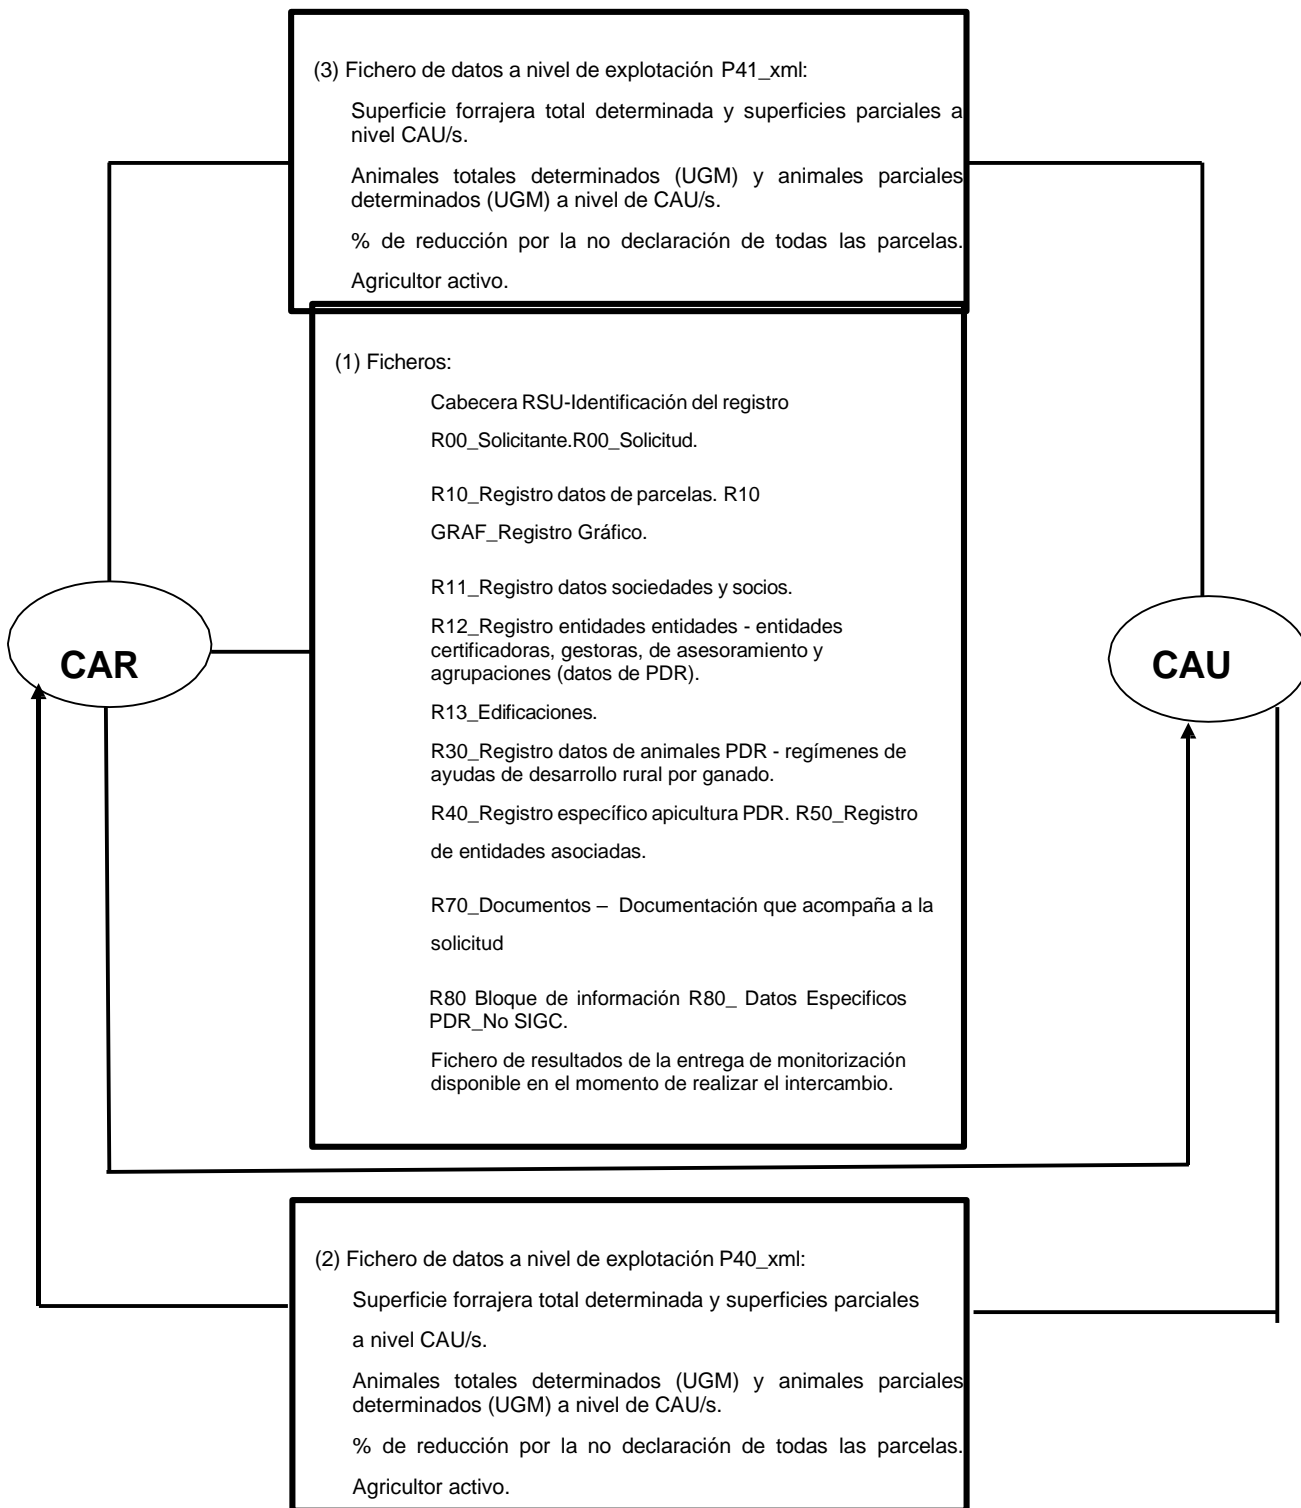 (3) Fichero de datos a nivel de explotación P41_xml:
Superficie forrajera total determinada y superficies parciales a
nivel CAU/s.
Animales totales determinados (UGM) y animales parciales
determinados (UGM) a nivel de CAU/s.
% de reducción por la no declaración de todas las parcelas.
Agricultor activo.
(1) Ficheros:
Cabecera RSU-Identificación del registro
R00_Solicitante.R00_Solicitud.
R10_Registro datos de parcelas. R10
GRAF_Registro Gráfico.
R11_Registro datos sociedades y socios.
R12_Registro entidades entidades - entidades
certificadoras, gestoras, de asesoramiento y
agrupaciones (datos de PDR).
R13_Edificaciones.
R30_Registro datos de animales PDR - regímenes de
ayudas de desarrollo rural por ganado.
R40_Registro específico apicultura PDR. R50_Registro
de entidades asociadas.
R70_Documentos – Documentación que acompaña a la
solicitud
R80 Bloque de información R80_ Datos Especificos
PDR_No SIGC.
Fichero de resultados de la entrega de monitorización
disponible en el momento de realizar el intercambio.
CAR
CAU
(2) Fichero de datos a nivel de explotación P40_xml:
Superficie forrajera total determinada y superficies parciales
a nivel CAU/s.
Animales totales determinados (UGM) y animales parciales
determinados (UGM) a nivel de CAU/s.
% de reducción por la no declaración de todas las parcelas.
Agricultor activo.